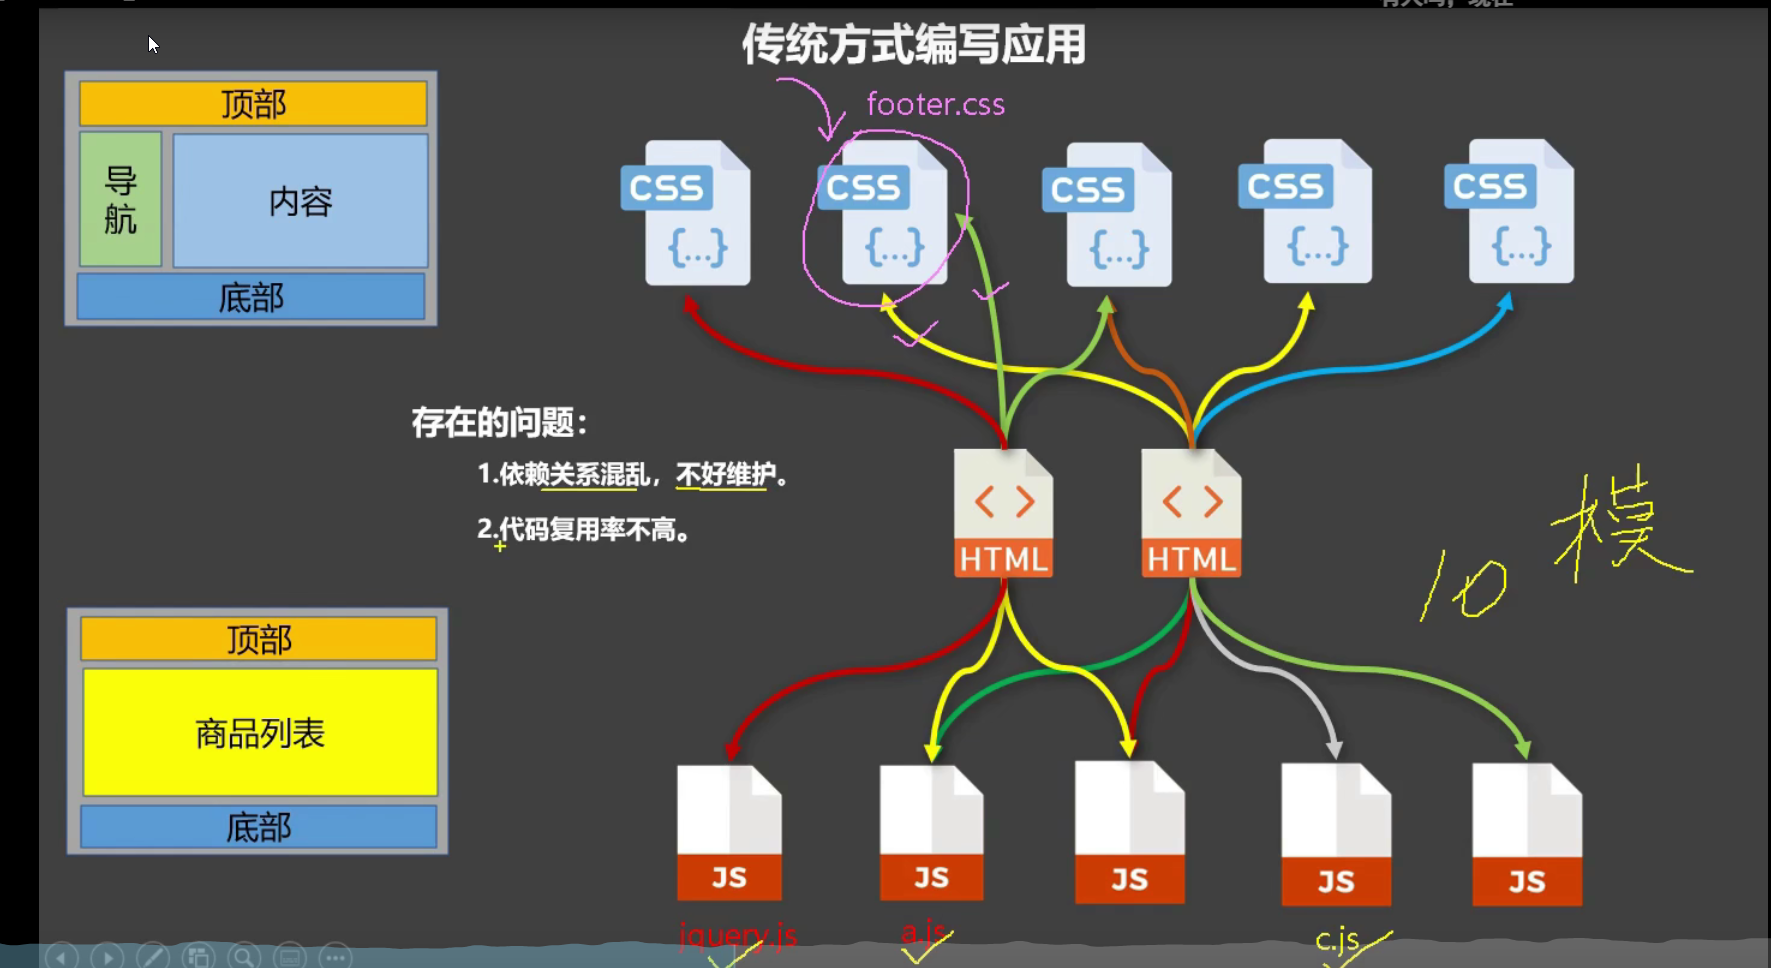 传统方式编写应用
footer.css
顶部
导航
内容
底部
CSS
{...}
CSS
{...}
CSS
{...}
CSS
{...}
CSS
{...}
存在的问题：
1.依赖关系混乱，不好维护。
2.代码复用率不高。
< >
HTML
< >
HTML
10 模
顶部
商品列表
底部
JS
JS
JS
JS
JS
jquery.js
a.js
c.js